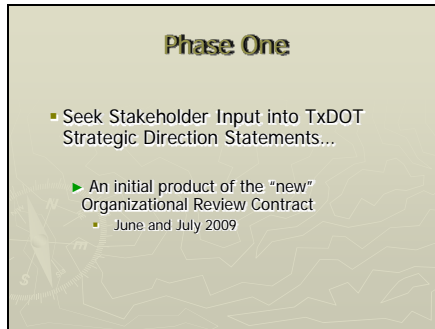 Phase One
▪ Seek Stakeholder Input into TxDOT
Strategic Direction Statements...
► An initial product of the "new"
Organizational Review Contract
▪ June and July 2009
N
m
S